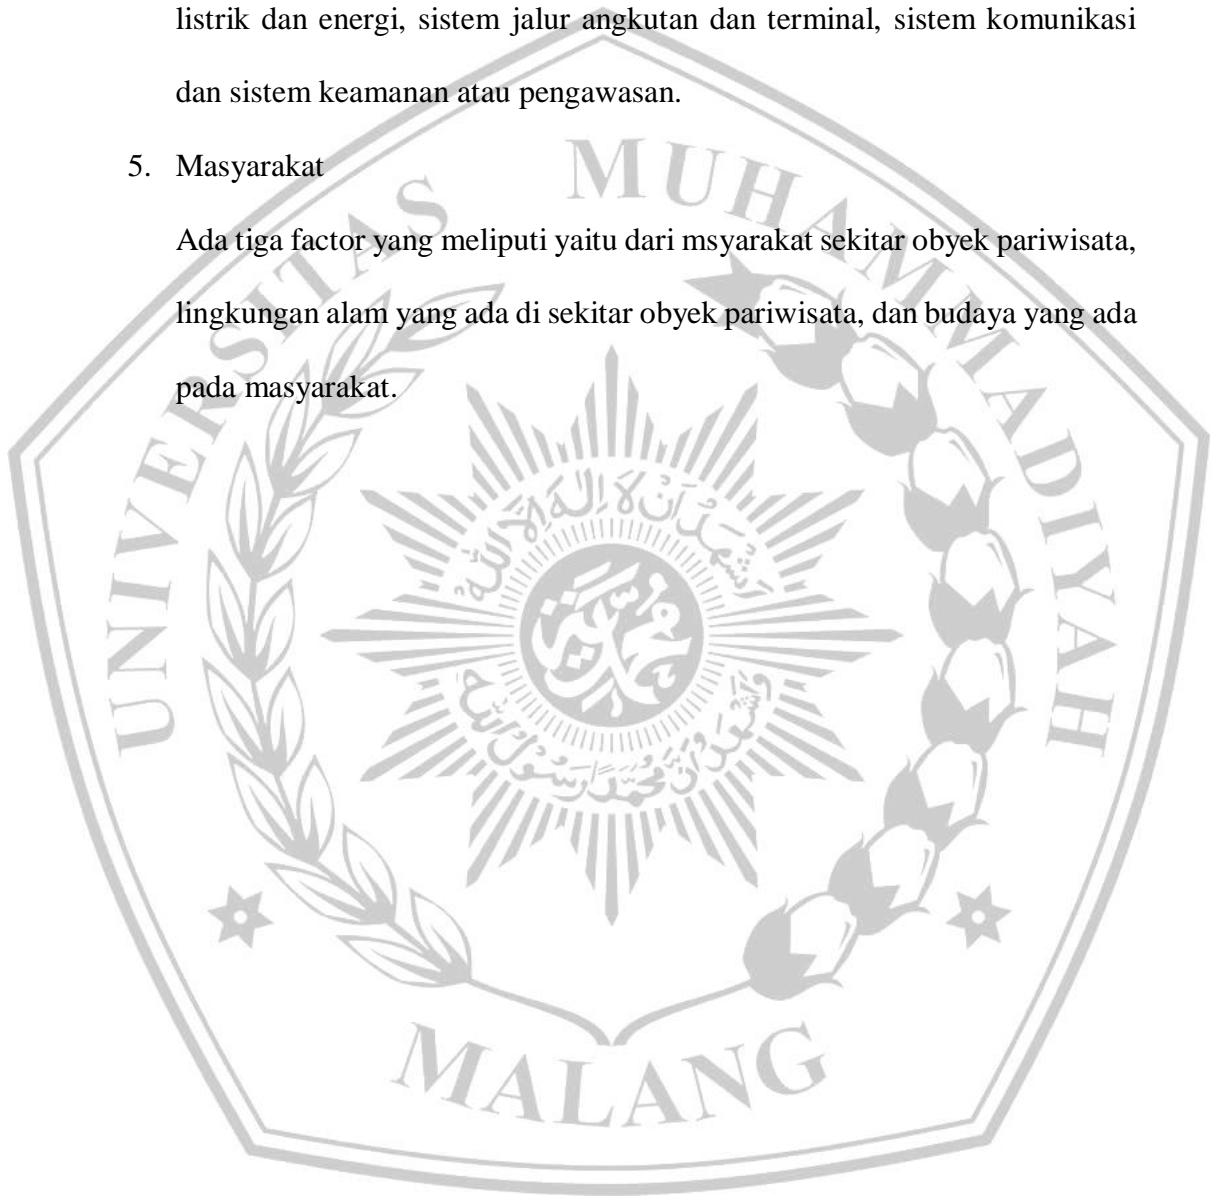 listrik dan energi, sistem jalur angkutan dan terminal, sistem komunikasi
dan sistem keamanan atau pengawasan.
5. Masyarakat
Ada tiga factor yang meliputi yaitu dari msyarakat sekitar obyek pariwisata,
lingkungan alam yang ada di sekitar obyek pariwisata, dan budaya yang ada
pada masyarakat.
UNIVERSITAS MUHAMMADIYAH
MALANG